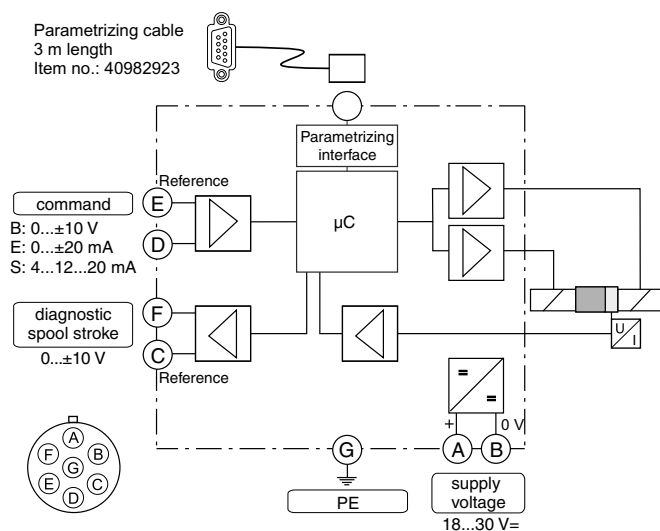 Parametrizing cable
3 m length
Item no.: 40982923
Parametrizing
interface
Reference
command
E
B: 0...±10 V
E: 0...±20 mA
S: 4...12...20 mA
D
µC
diagnostic
spool stroke
0...±10 V
F
C
Reference
U
I
=
=
+
0 V
A
B
G
PE
supply
voltage
18...30 V=
A
F
B
G
E
C
D